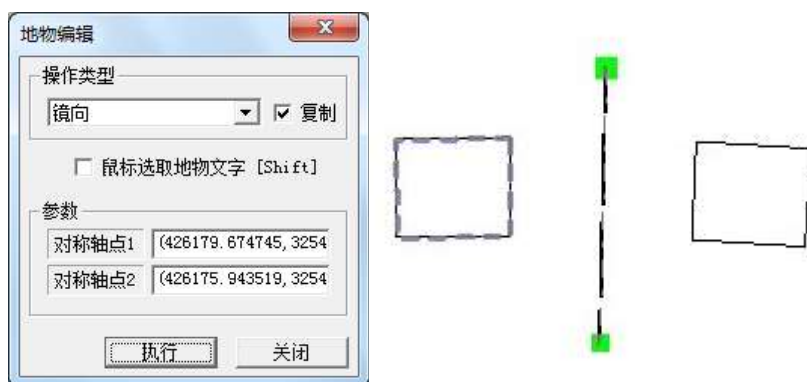 地物编辑
操作类型
镜向
复制
鼠标选取地物文字 [Shift]
参数
对称轴点1 (426179.674745,3254
对称轴点2 (426175.943519,3254
执行 关闭